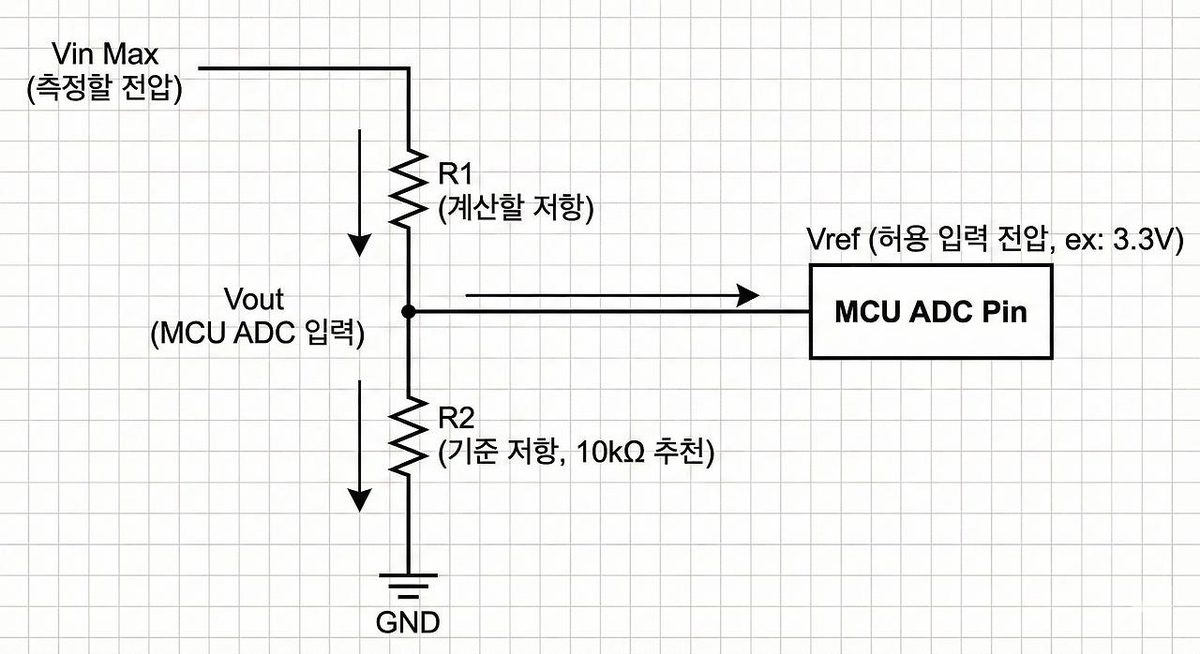 Vin Max
(측정할 전압)
R1
(계산할 저항)
Vref (허용 입력 전압, ex: 3.3V)
MCU ADC Pin
Vout
(MCU ADC 입력)
R2
(기준 저항, 10kΩ 추천)
GND